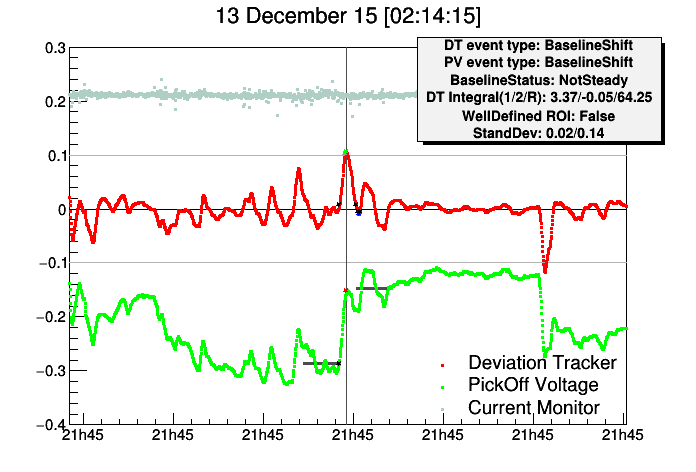 13 December 15 [02:14:15]
DT event type: BaselineShift
PV event type: BaselineShift
BaselineStatus: NotSteady
DT Integral(1/2/R): 3.37/-0.05/64.25
WellDefined ROI: False
StandDev: 0.02/0.14
0.3
0.2
0.1
0
-0.1
-0.2
-0.3
-0.4
Deviation Tracker
PickOff Voltage
Current Monitor
21h45 21h45 21h45 21h45 21h45 21h45 21h45